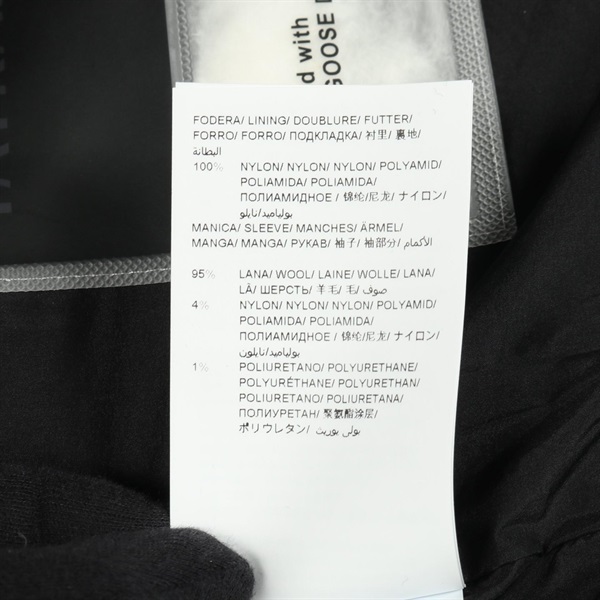 d with
GOOSE D
FODERA/ LINING/ DOUBLURE/ FUTTER/
FORRO/ FORRO/ ПОДКЛАДКА/ 衬里/ 裏地/
البطانة
100% NYLON/ NYLON/ NYLON/ POLYAMID/
POLIAMIDA/ POLIAMIDA/
ПОЛИАМИДНОЕ / 锦纶/尼龙/ ナイロン/
بولياميد/نايلو
MANICA/ SLEEVE/ MANCHES/ ÄRMEL/
MANGA/ MANGA/ РУКАВ/ 袖子/ 袖部分/ الأكمام
95% LANA/ WOOL/ LAINE/ WOLLE/ LANA/
LÃ/ ШЕРСТЬ/ 羊毛/ 毛/ صوف
4% NYLON/ NYLON/ NYLON/ POLYAMID/
POLIAMIDA/ POLIAMIDA/
ПОЛИАМИДНОЕ / 锦纶/尼龙/ ナイロン/
بولياميد/نايلون
1% POLIURETANO/ POLYURETHANE/
POLYURÉTHANE/ POLYURETHAN/
POLIURETANO/ POLIURETANA/
ПОЛИУРЕТАН/ 聚氨酯涂层/
ポリウレタン/ بولي يوريث